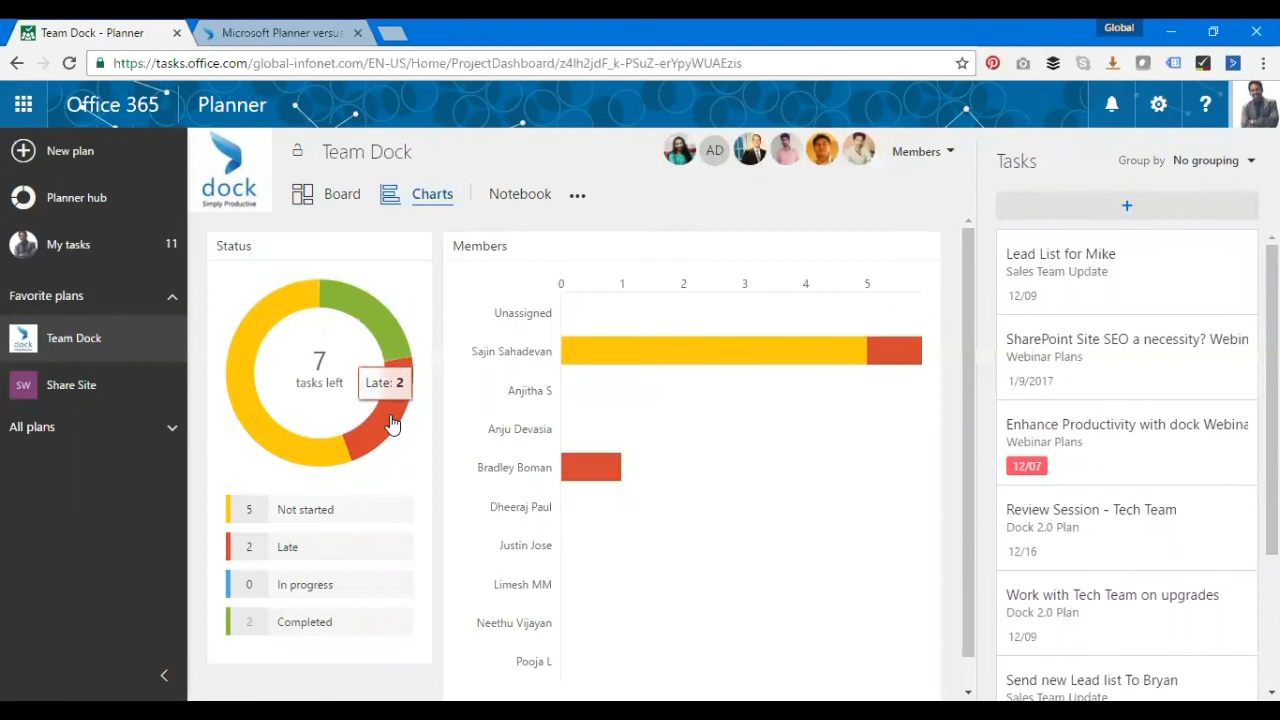 Team Dock - Planner
Microsoft Planner versus
Global
https://tasks.office.com/global-infonet.com/EN-US/Home/ProjectDashboard/z4Ih2jdF_k-PSuZ-erYpyWUAEzis
Office 365
Planner
?
New plan
Planner hub
My tasks 11
Favorite plans
Team Dock
SW Share Site
All plans
dock
Simply Productive
Team Dock
AD
Members
Board
Charts
Notebook
Status
7
tasks left
Late: 2
5 Not started
2 Late
0 In progress
2 Completed
Members
0 1 2 3 4 5
Unassigned
Sajin Sahadevan
Anjitha S
Anju Devasia
Bradley Boman
Dheeraj Paul
Justin Jose
Limesh MM
Neethu Vijayan
Pooja L
Tasks
Group by No grouping
+
Lead List for Mike
Sales Team Update
12/09
SharePoint Site SEO a necessity? Webin
Webinar Plans
1/9/2017
Enhance Productivity with dock Webina
Webinar Plans
12/07
Review Session - Tech Team
Dock 2.0 Plan
12/16
Work with Tech Team on upgrades
Dock 2.0 Plan
12/09
Send new Lead list To Bryan
Sales Team Update